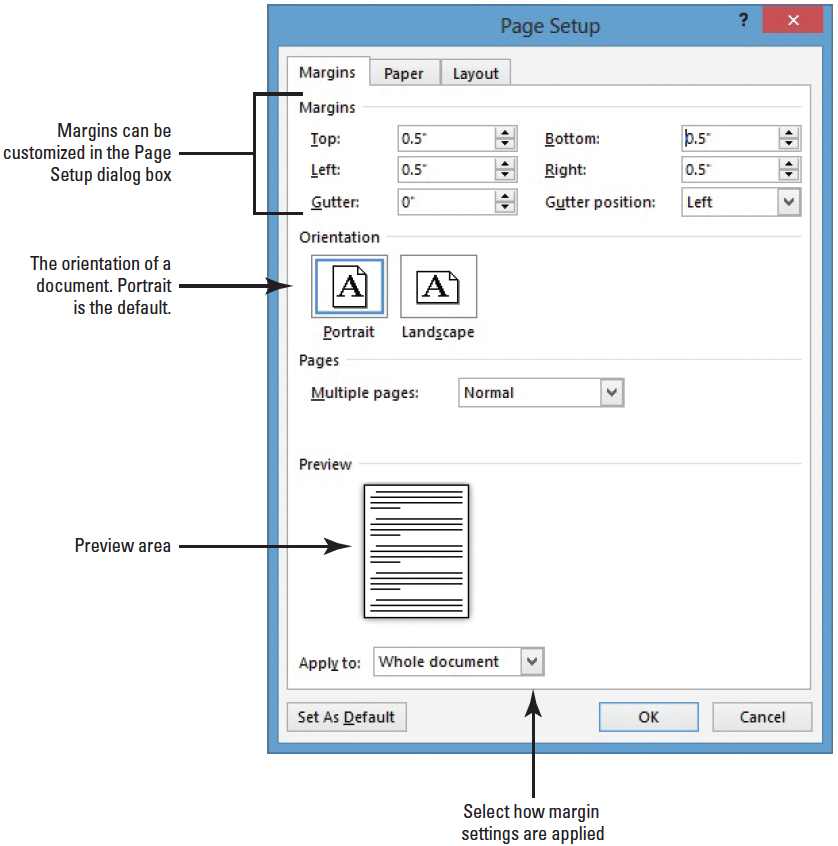 Page Setup
?
×
Margins
Paper
Layout
Margins
Top: 0.5" Bottom: 0.5"
Left: 0.5" Right: 0.5"
Gutter: 0" Gutter position: Left
Margins can be
customized in the Page
Setup dialog box
Orientation
A A
Portrait Landscape
The orientation of a
document. Portrait
is the default.
Pages
Multiple pages: Normal
Preview
Preview area
Apply to: Whole document
Set As Default OK Cancel
Select how margin
settings are applied